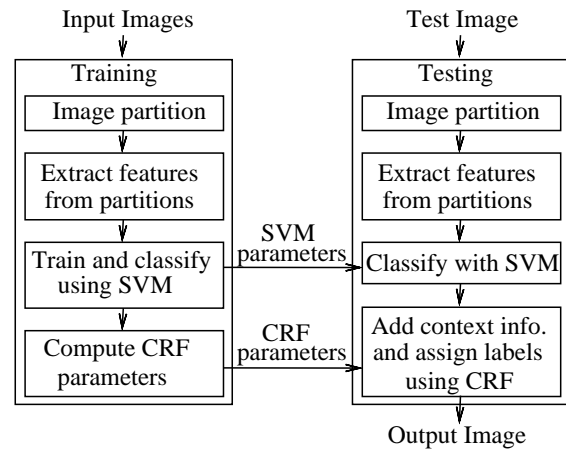 Input Images
Training
Image partition
Extract features
from partitions
Train and classify
using SVM
Compute CRF
parameters
SVM
parameters
CRF
parameters
Test Image
Testing
Image partition
Extract features
from partitions
Classify with SVM
Add context info.
and assign labels
using CRF
Output Image